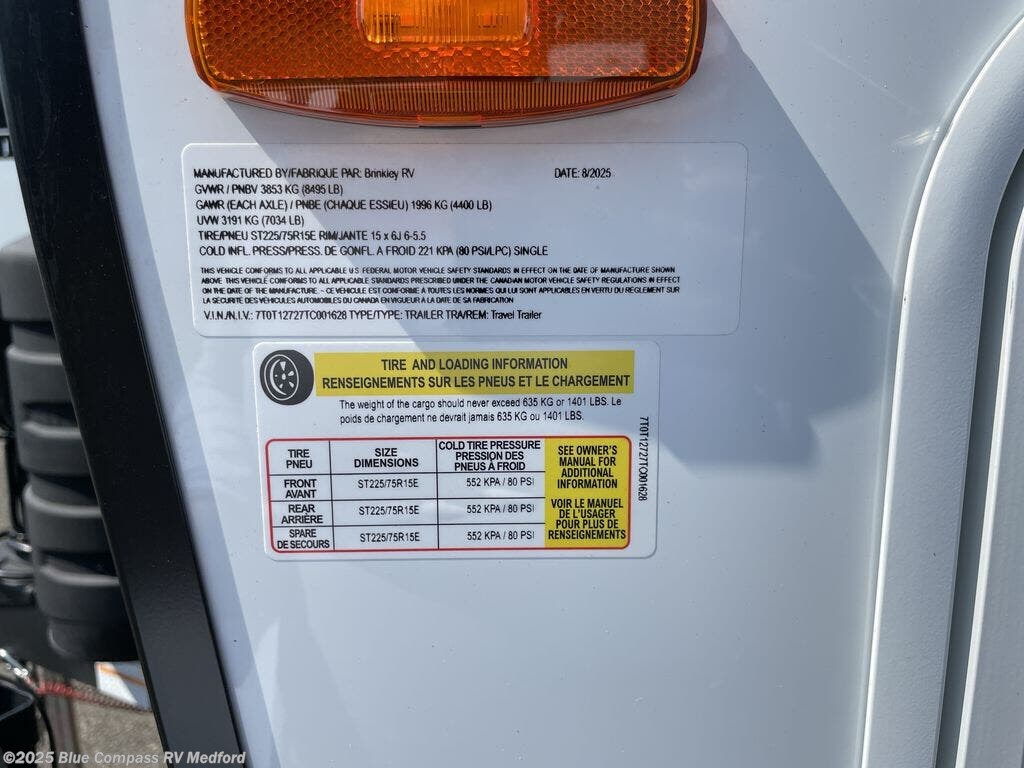 MANUFACTURED BY/FABRIQUE PAR: Brinkley RV DATE: 8/2025
GVWR / PNBV 3853 KG (8495 LB)
GAWR (EACH AXLE) / PNBE (CHAQUE ESSIEU) 1996 KG (4400 LB)
UVW 3191 KG (7034 LB)
TIRE/PNEU ST225/75R15E RIM/JANTE 15 x 6J 6-5.5
COLD INFL. PRESS/PRESS. DE GONFL. A FROID 221 KPA (80 PSI/LPC) SINGLE
THIS VEHICLE CONFORMS TO ALL APPLICABLE U.S FEDERAL MOTOR VEHICLE SAFETY STANDARDS IN EFFECT ON THE DATE OF MANUFACTURE SHOWN
ABOVE THIS VEHICLE CONFORMS TO ALL APPLICABLE STANDARDS PRESCRIBED UNDER THE CANADIAN MOTOR VEHICLE SAFETY REGULATIONS IN EFFECT
ON THE DATE OF THE MANUFACTURE. - CE VEHICULE EST CONFORME À TOUTES LES NORMES QUI LUI SONT APPLICABLES EN VERTU DU REGLEMENT SUR
LA SÉCURITÉ DES VÉHICULES AUTOMOBILES DU CANADA EN VIGUEUR À LA DATE DE SA FABRICATION
V.I.N./N.I.V.: 7T0T12727TC001628 TYPE/TYPE: TRAILER TRA/REM: Travel Trailer
TIRE AND LOADING INFORMATION
RENSEIGNEMENTS SUR LES PNEUS ET LE CHARGEMENT
The weight of the cargo should never exceed 635 KG or 1401 LBS. Le
poids de chargement ne devrait jamais 635 KG ou 1401 LBS.
TIRE
PNEU
SIZE
DIMENSIONS
COLD TIRE PRESSURE
PRESSION DES
PNEUS À FROID
FRONT
AVANT
ST225/75R15E
552 KPA / 80 PSI
REAR
ARRIÈRE
ST225/75R15E
552 KPA / 80 PSI
SPARE
DE SECOURS
ST225/75R15E
552 KPA / 80 PSI
SEE OWNER'S
MANUAL FOR
ADDITIONAL
INFORMATION
VOIR LE MANUEL
DE L'USAGER
POUR PLUS DE
RENSEIGNEMENTS
7T0T12727TC001628
©2025 Blue Compass RV Medford